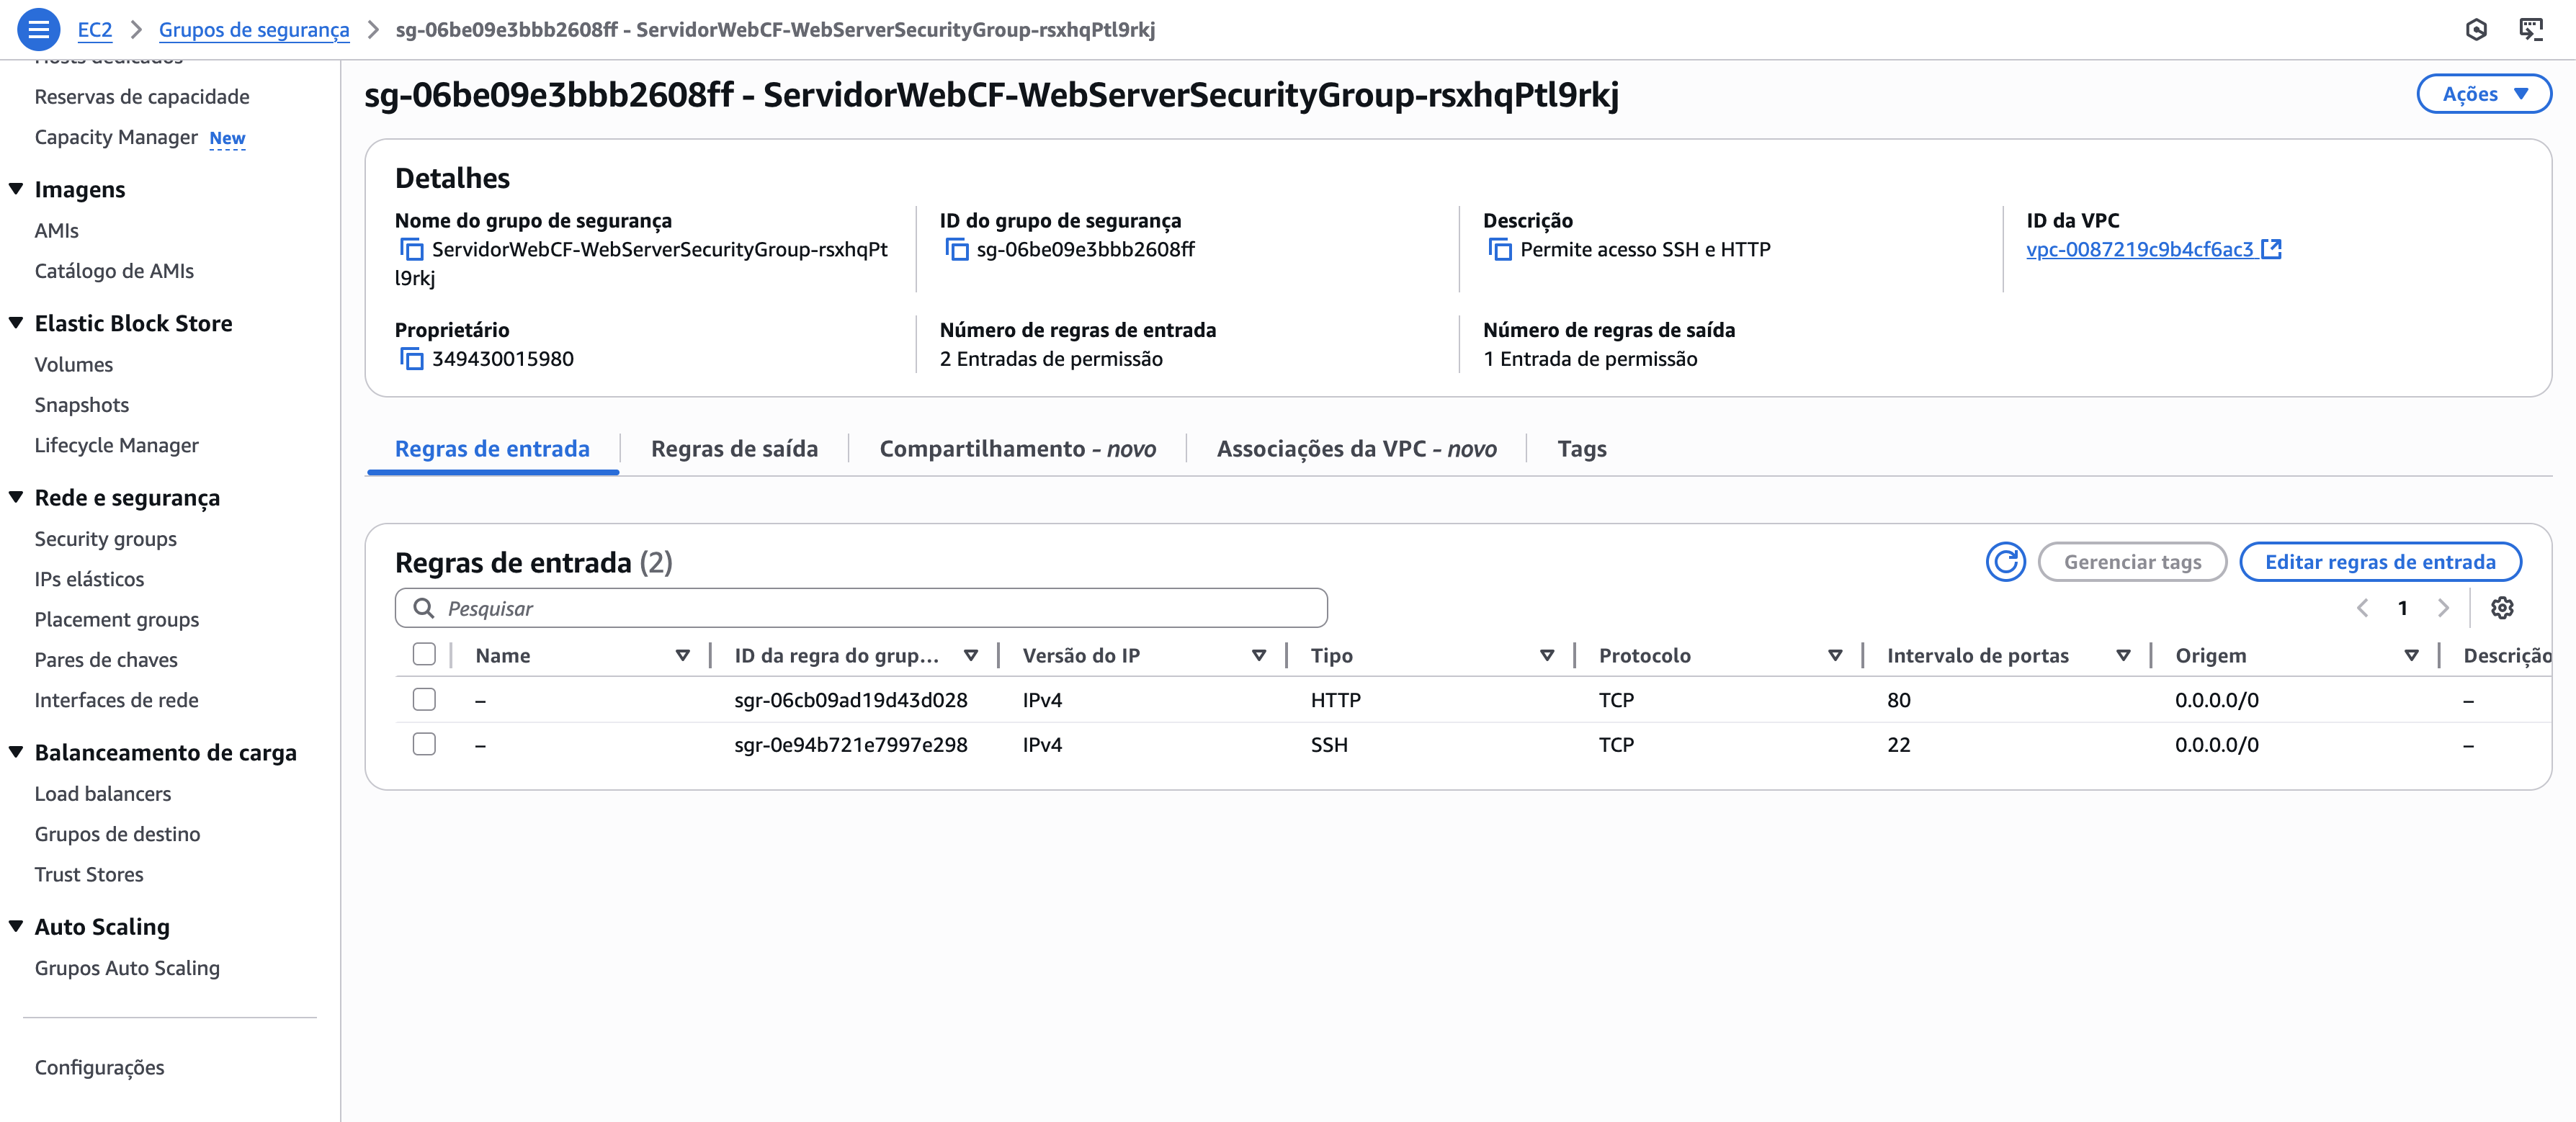 EC2 > Grupos de segurança > sg-06be09e3bbb2608ff - ServidorWebCF-WebServerSecurityGroup-rsxhqPtl9rkj
Hosts dedicados
Reservas de capacidade
Capacity Manager New
Imagens
AMIs
Catálogo de AMIs
Elastic Block Store
Volumes
Snapshots
Lifecycle Manager
Rede e segurança
Security groups
IPs elásticos
Placement groups
Pares de chaves
Interfaces de rede
Balanceamento de carga
Load balancers
Grupos de destino
Trust Stores
Auto Scaling
Grupos Auto Scaling
Configurações
sg-06be09e3bbb2608ff - ServidorWebCF-WebServerSecurityGroup-rsxhqPtl9rkj
Ações
Detalhes
Nome do grupo de segurança
ServidorWebCF-WebServerSecurityGroup-rsxhqPt
l9rkj
ID do grupo de segurança
sg-06be09e3bbb2608ff
Descrição
Permite acesso SSH e HTTP
ID da VPC
vpc-0087219c9b4cf6ac3
Proprietário
349430015980
Número de regras de entrada
2 Entradas de permissão
Número de regras de saída
1 Entrada de permissão
Regras de entrada
Regras de saída
Compartilhamento - novo
Associações da VPC - novo
Tags
Regras de entrada (2)
Gerenciar tags
Editar regras de entrada
Pesquisar
1
Name ID da regra do grup... Versão do IP Tipo Protocolo Intervalo de portas Origem Descrição
– sgr-06cb09ad19d43d028 IPv4 HTTP TCP 80 0.0.0.0/0 –
– sgr-0e94b721e7997e298 IPv4 SSH TCP 22 0.0.0.0/0 –